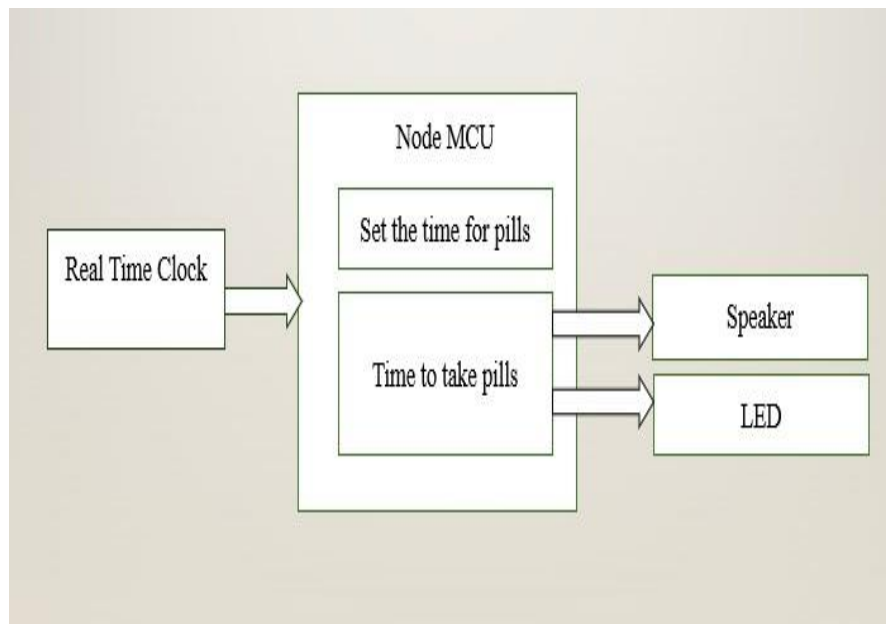 Node MCU
Set the time for pills
Real Time Clock
Time to take pills
Speaker
LED